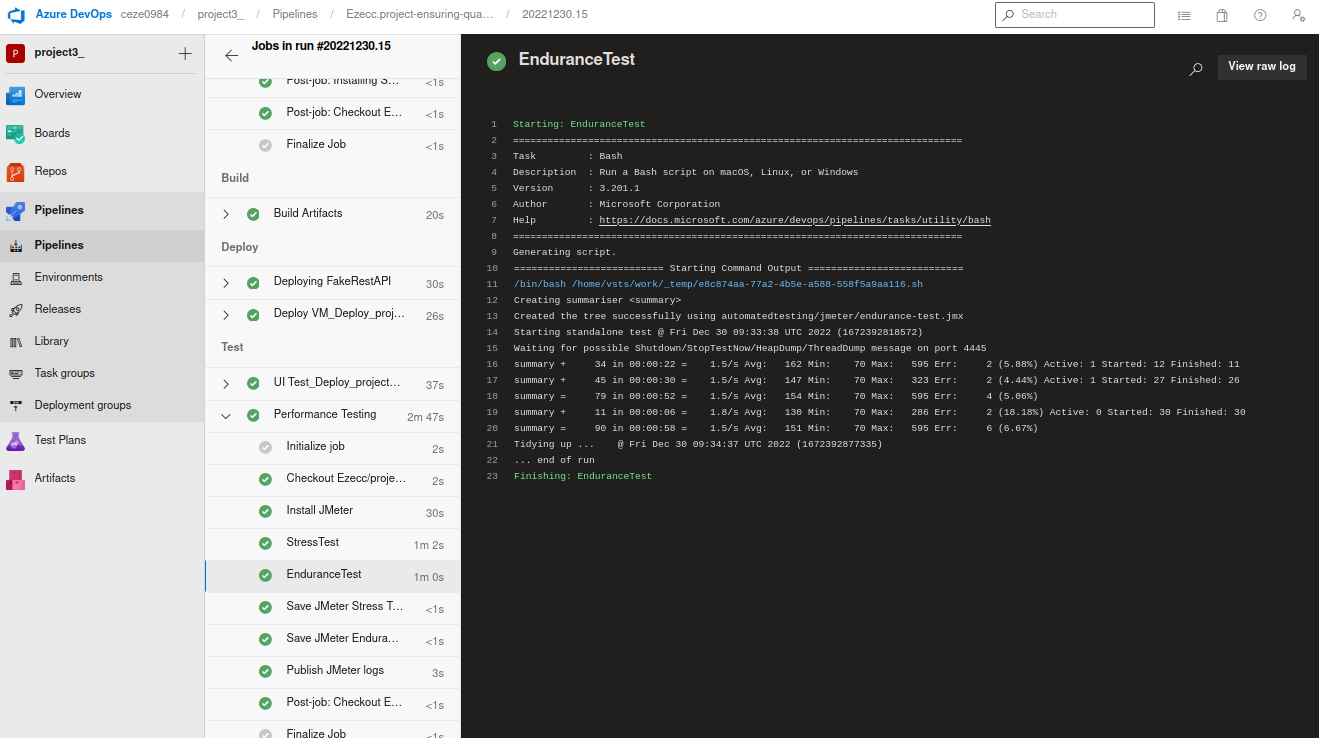 Azure DevOps ceze0984 / project3_ / Pipelines / Ezecc.project-ensuring-qua... / 20221230.15
Search
P project3_
Overview
Boards
Repos
Pipelines
Pipelines
Environments
Releases
Library
Task groups
Deployment groups
Test Plans
Artifacts
Jobs in run #20221230.15
Post-job: Installing S... <1s
Post-job: Checkout E... <1s
Finalize Job <1s
Build
Build Artifacts 20s
Deploy
Deploying FakeRestAPI 30s
Deploy VM_Deploy_proj... 26s
Test
UI Test_Deploy_project... 37s
Performance Testing 2m 47s
Initialize job 2s
Checkout Ezecc/proje... 2s
Install JMeter 30s
StressTest 1m 2s
EnduranceTest 1m 0s
Save JMeter Stress T... <1s
Save JMeter Endura... <1s
Publish JMeter logs 3s
Post-job: Checkout E... <1s
Finalize Job <1s
EnduranceTest
View raw log
1 Starting: EnduranceTest
2 ==============================================================================
3 Task : Bash
4 Description : Run a Bash script on macOS, Linux, or Windows
5 Version : 3.201.1
6 Author : Microsoft Corporation
7 Help : https://docs.microsoft.com/azure/devops/pipelines/tasks/utility/bash
8 ==============================================================================
9 Generating script.
10 ========================== Starting Command Output ===========================
11 /bin/bash /home/vsts/work/_temp/e8c874aa-77a2-4b5e-a588-558f5a9aa116.sh
12 Creating summariser <summary>
13 Created the tree successfully using automatedtesting/jmeter/endurance-test.jmx
14 Starting standalone test @ Fri Dec 30 09:33:38 UTC 2022 (1672392818572)
15 Waiting for possible Shutdown/StopTestNow/HeapDump/ThreadDump message on port 4445
16 summary + 34 in 00:00:22 = 1.5/s Avg: 162 Min: 70 Max: 595 Err: 2 (5.88%) Active: 1 Started: 12 Finished: 11
17 summary + 45 in 00:00:30 = 1.5/s Avg: 147 Min: 70 Max: 323 Err: 2 (4.44%) Active: 1 Started: 27 Finished: 26
18 summary = 79 in 00:00:52 = 1.5/s Avg: 154 Min: 70 Max: 595 Err: 4 (5.06%)
19 summary + 11 in 00:00:06 = 1.8/s Avg: 130 Min: 70 Max: 286 Err: 2 (18.18%) Active: 0 Started: 30 Finished: 30
20 summary = 90 in 00:00:58 = 1.5/s Avg: 151 Min: 70 Max: 595 Err: 6 (6.67%)
21 Tidying up ... @ Fri Dec 30 09:34:37 UTC 2022 (1672392877335)
22 ... end of run
23 Finishing: EnduranceTest